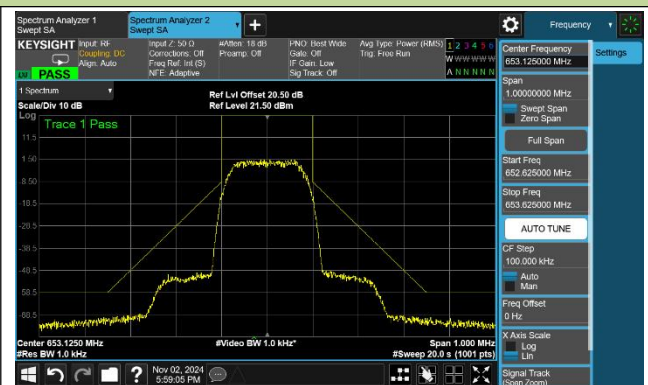 Spectrum Analyzer 1
Swept SA
Spectrum Analyzer 2
Swept SA
Frequency
KEYSIGHT
Input: RF
Coupling: DC
Align: Auto
Input Z: 50 Ω
Corrections: Off
Freq Ref: Int (S)
NFE: Adaptive
#Atten: 18 dB
Preamp: Off
PNO: Best Wide
Gate: Off
IF Gain: Low
Sig Track: Off
Avg Type: Power (RMS)
Trig: Free Run
1 2 3 4 5 6
W W W W W W
A N N N N N
PASS
1 Spectrum
Scale/Div 10 dB
Ref Lvl Offset 20.50 dB
Ref Level 21.50 dBm
Log
Trace 1 Pass
11.5
1.50
-8.50
-18.5
-28.5
-38.5
-48.5
-58.5
-68.5
Center 653.1250 MHz
#Res BW 1.0 kHz
#Video BW 1.0 kHz*
Span 1.000 MHz
#Sweep 20.0 s (1001 pts)
Nov 02, 2024
5:59:05 PM
Center Frequency
653.125000 MHz
Settings
Span
1.00000000 MHz
Swept Span
Zero Span
Full Span
Start Freq
652.625000 MHz
Stop Freq
653.625000 MHz
AUTO TUNE
CF Step
100.000 kHz
Auto
Man
Freq Offset
0 Hz
X Axis Scale
Log
Lin
Signal Track
(Span Zoom)